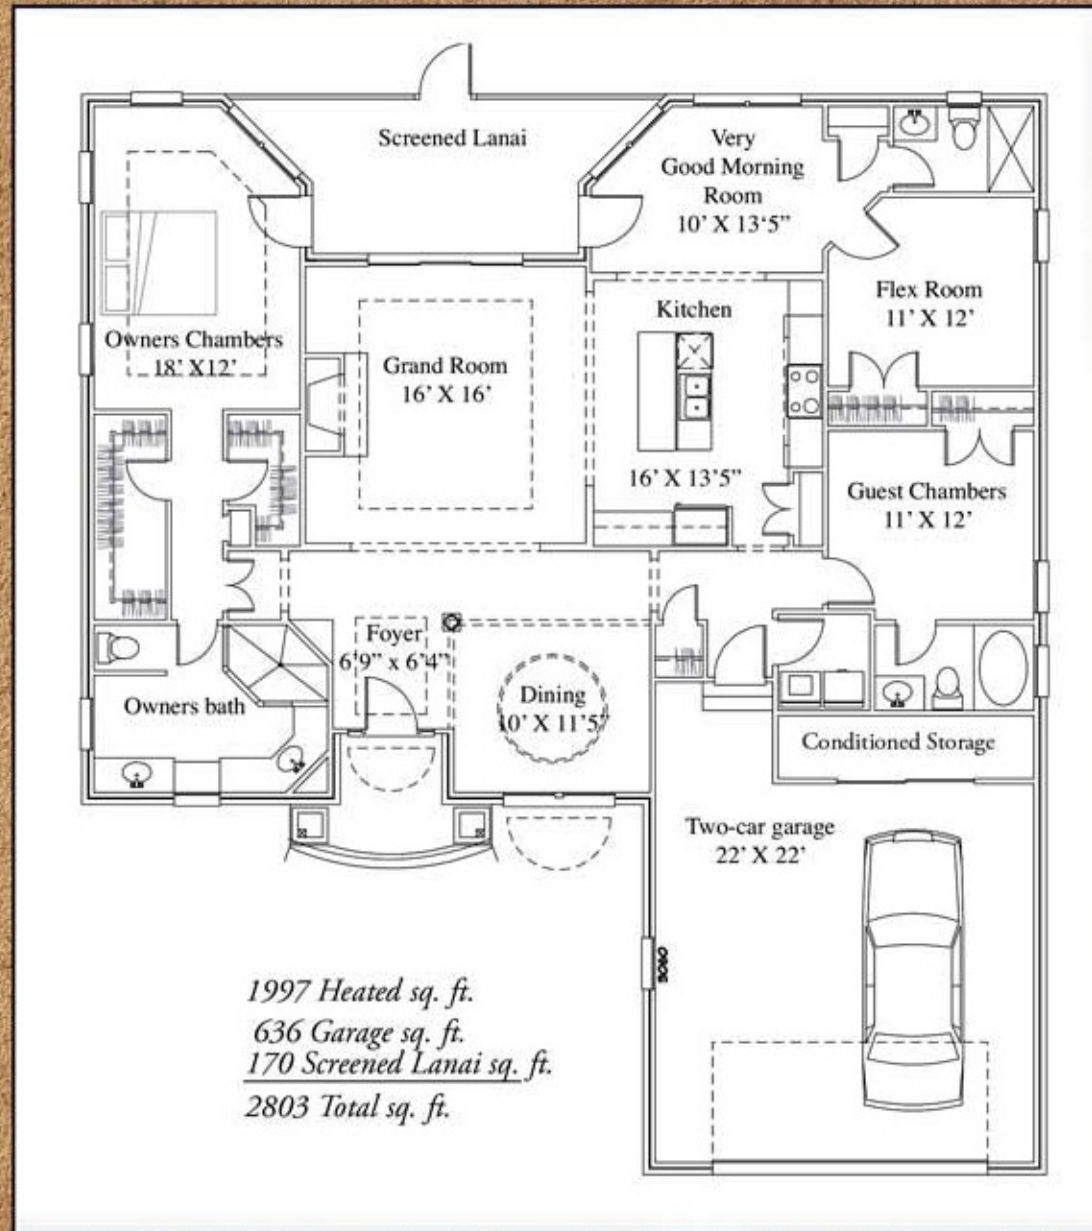 Screened Lanai
Very
Good Morning
Room
10’ X 13‘5”
Flex Room
11’ X 12’
Kitchen
Owners Chambers
18’ X12’
Grand Room
16’ X 16’
16’ X 13’5”
Guest Chambers
11’ X 12’
Foyer
6’9” x 6’4”
Dining
10’ X 11’5”
Owners bath
Conditioned Storage
Two-car garage
22’ X 22’
3060
1997 Heated sq. ft.
636 Garage sq. ft.
170 Screened Lanai sq. ft.
2803 Total sq. ft.